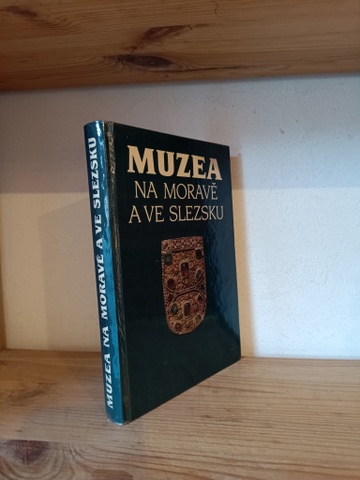 MUZEA
NA MORAVĚ
A VE SLEZSKU
MUZEA NA MORAVĚ A VE SLEZSKU